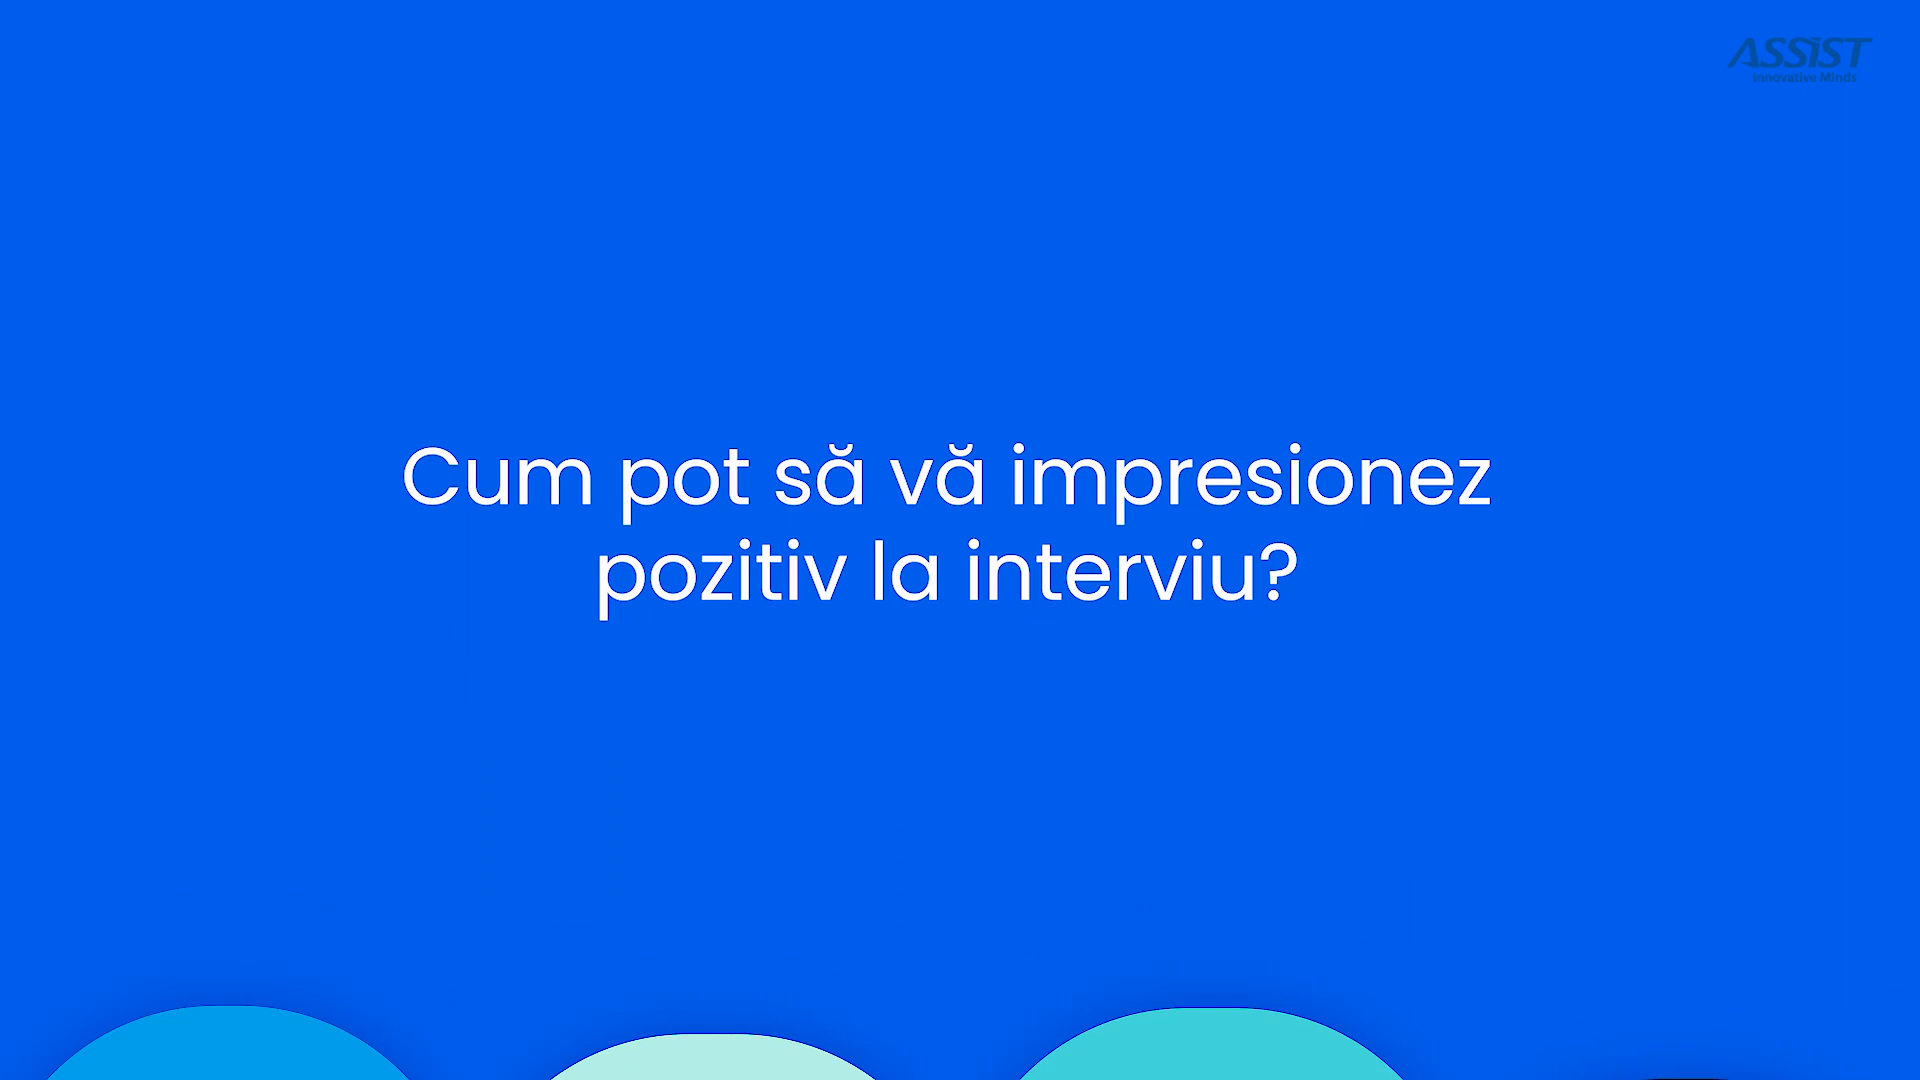 ASSIST
Innovative Minds
Cum pot să vă impresionez
pozitiv la interviu?